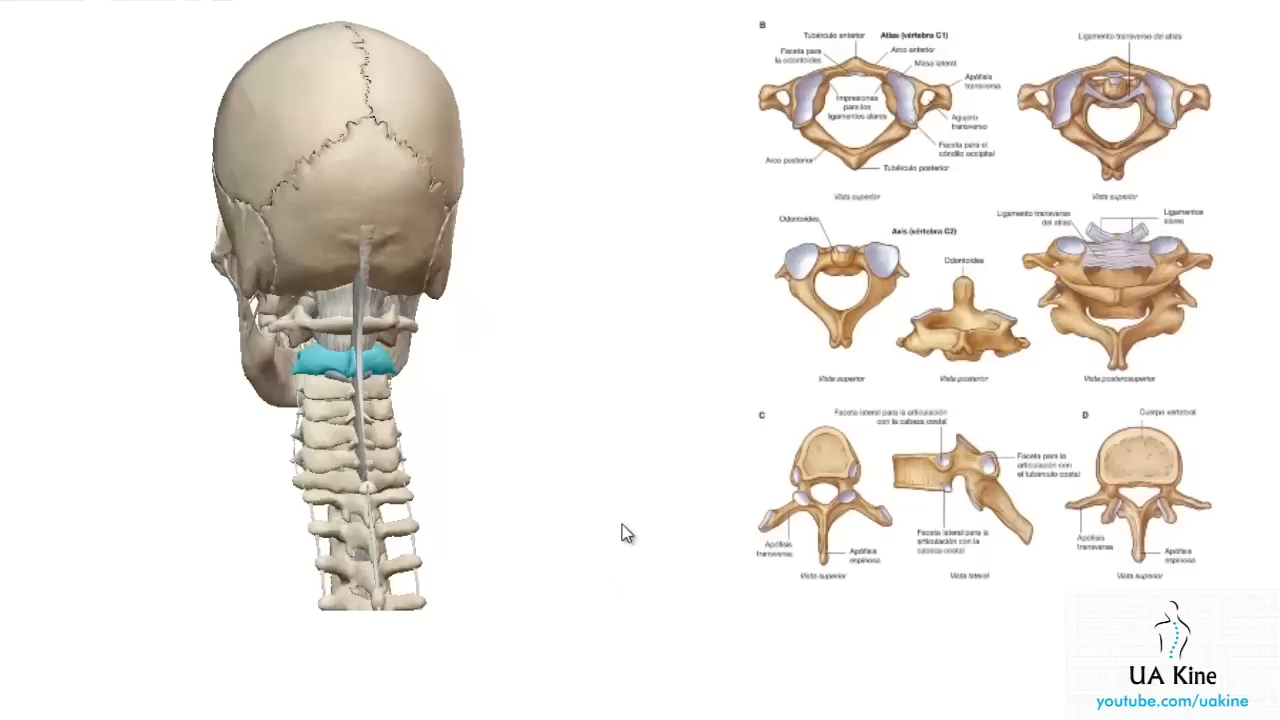 B
Tubérculo anterior
Atlas (vértebra C1)
Faceta para
la odontoides
Arco anterior
Masa lateral
Apófisis
transversa
Impresiones
para los
ligamentos alares
Agujero
transverso
Faceta para el
cóndilo occipital
Arco posterior
Tubérculo posterior
Vista superior
Ligamento transverso del atlas
Vista superior
Odontoides
Axis (vértebra C2)
Odontoides
Vista superior
Vista posterior
Ligamento transverso
del atlas
Ligamentos
alares
Vista posterosuperior
C
Faceta lateral para la articulación
con la cabeza costal
Faceta para la
articulación con
el tubérculo costal
Faceta lateral para la
articulación con la
cabeza costal
Apófisis
transversa
Apófisis
espinosa
Vista superior
Vista lateral
D
Cuerpo vertebral
Apófisis
transversa
Apófisis
espinosa
Vista superior
UA Kine
youtube.com/uakine